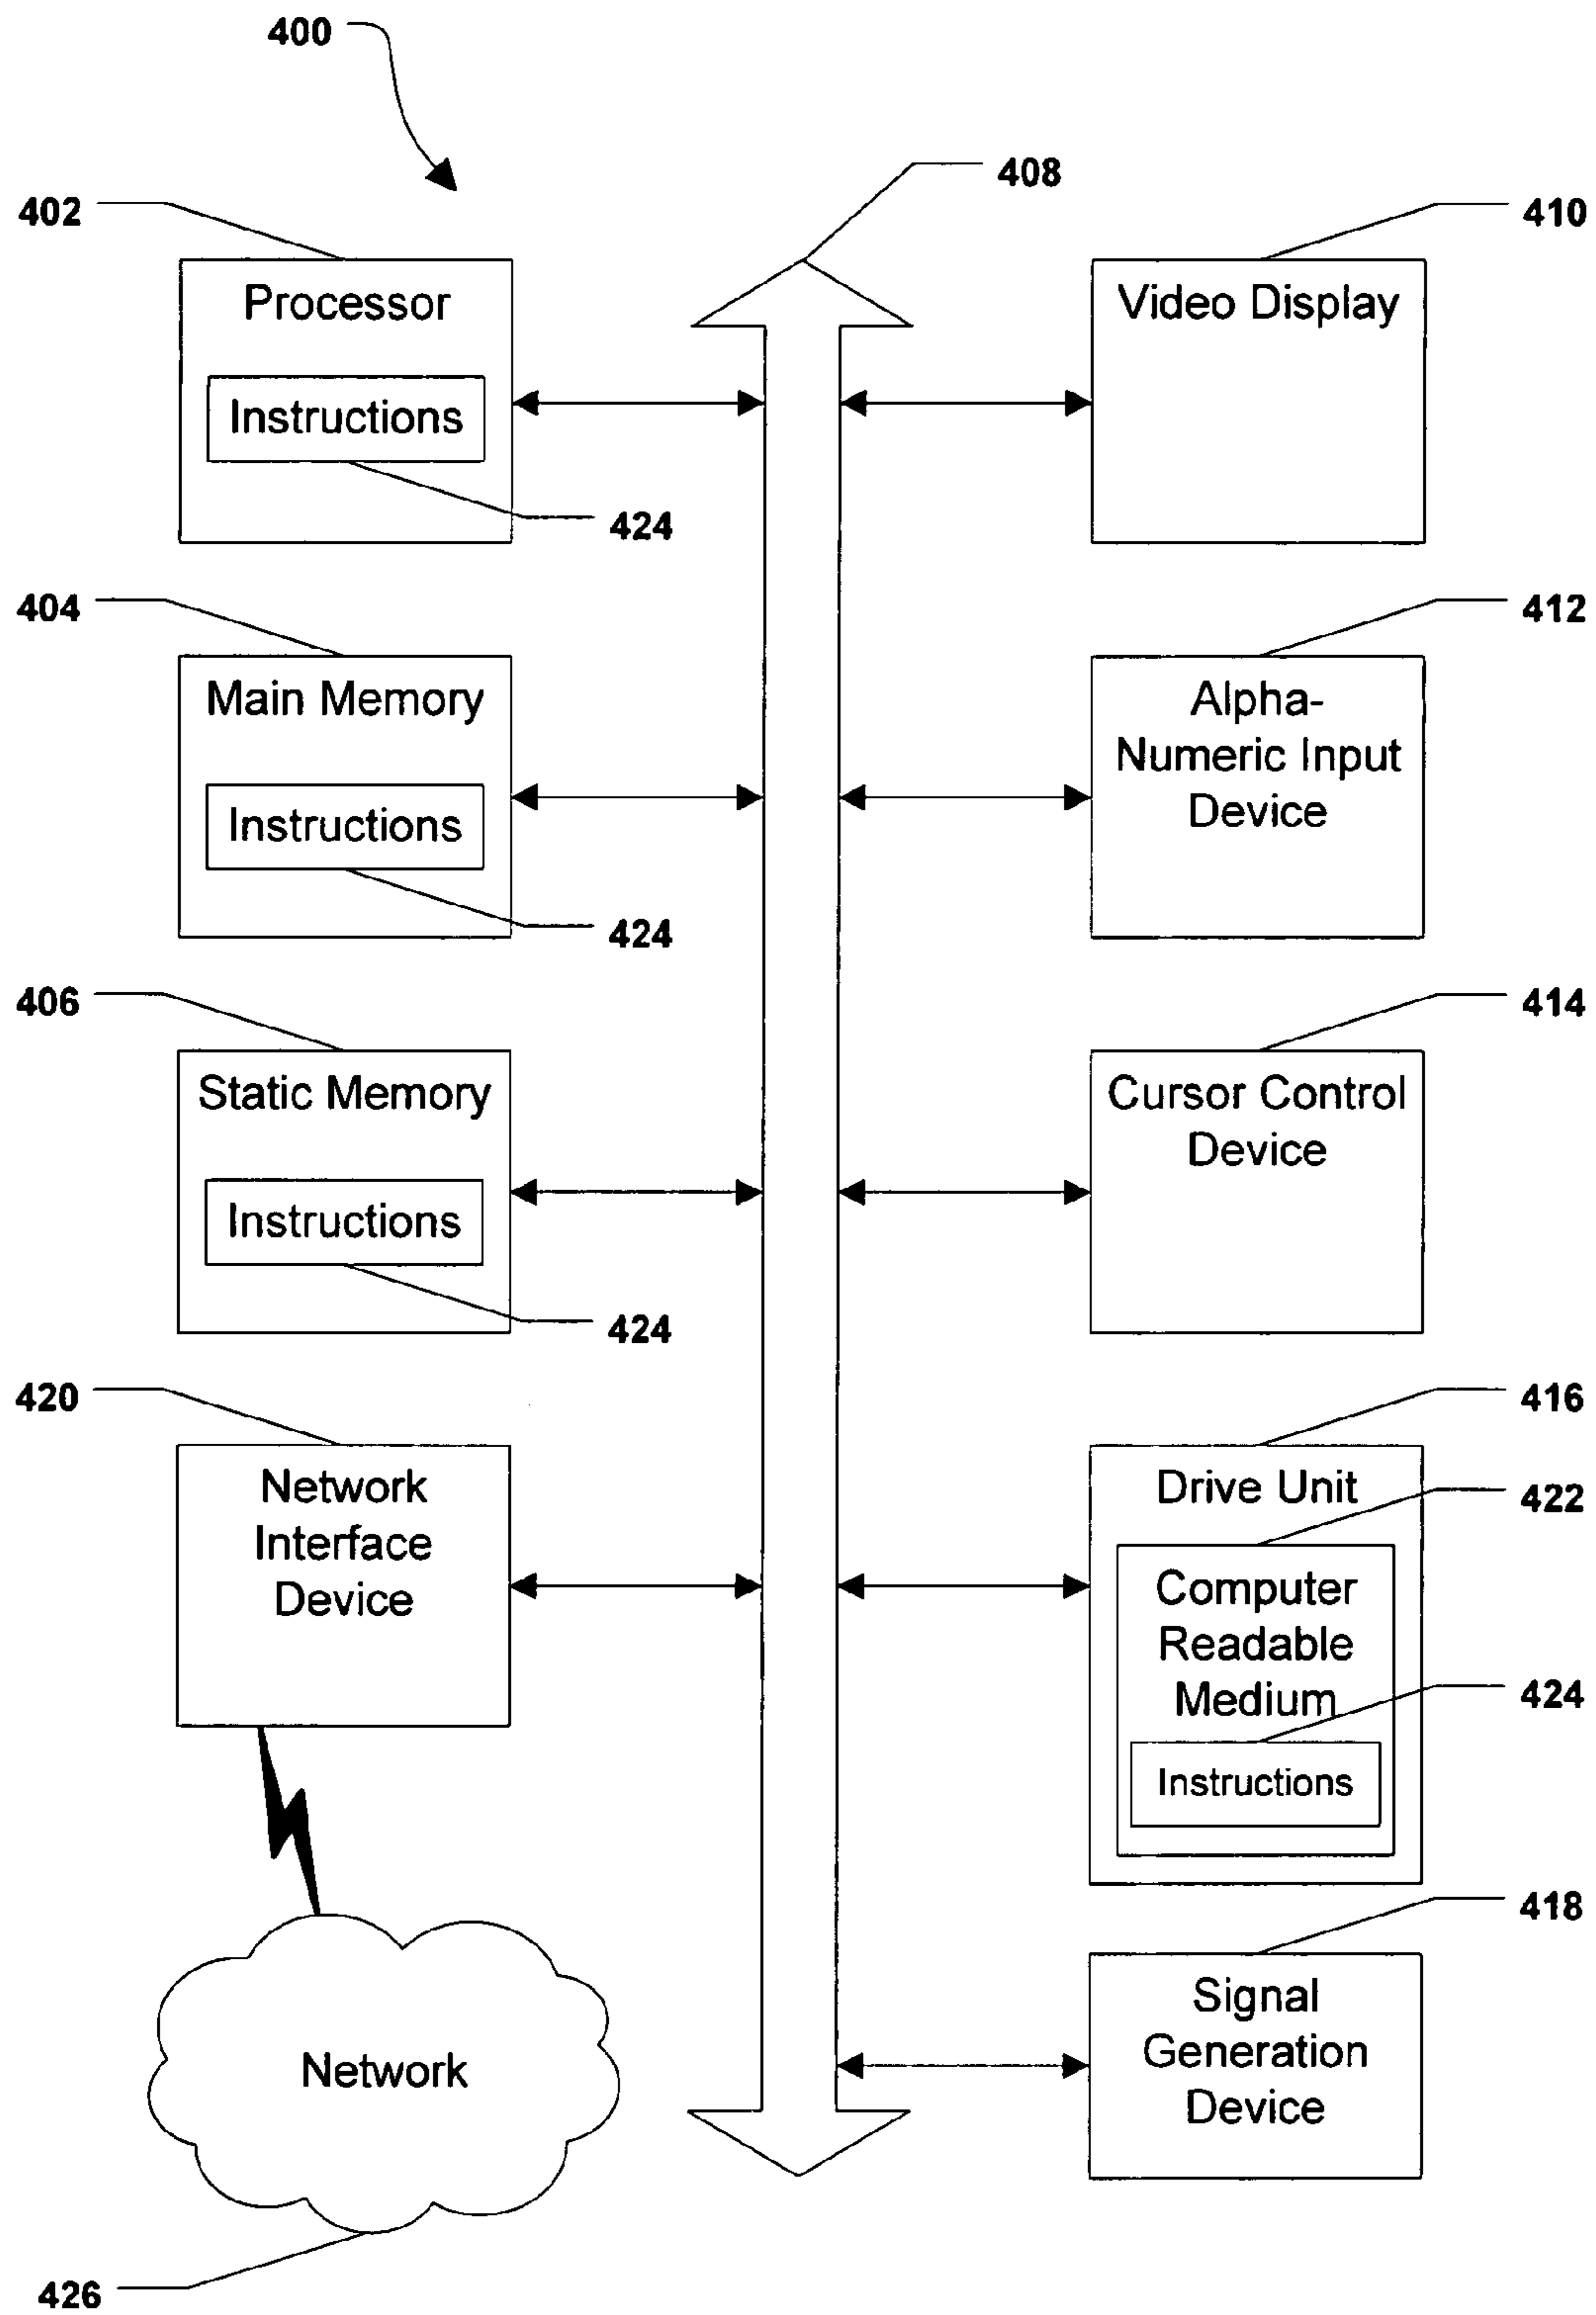 400
408
402
410
Processor
Instructions
424
Video Display
404
412
Main Memory
Instructions
424
Alpha-
Numeric Input
Device
406
414
Static Memory
Instructions
424
Cursor Control
Device
420
416
Network
Interface
Device
Drive Unit
422
Computer
Readable
Medium
424
Instructions
418
Signal
Generation
Device
Network
426